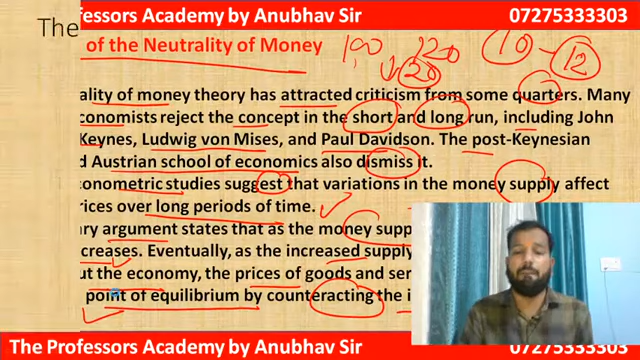 The Professors Academy by Anubhav Sir 07275333303
The
of the Neutrality of Money
100 120 10 - 12
20
ality of money theory has attracted criticism from some quarters. Many
conomists reject the concept in the short and long run, including John
Keynes, Ludwig von Mises, and Paul Davidson. The post-Keynesian
d Austrian school of economics also dismiss it.
conometric studies suggest that variations in the money supply affect
rices over long periods of time.
ary argument states that as the money supp
creases. Eventually, as the increased supply
ut the economy, the prices of goods and ser
point of equilibrium by counteracting the i
The Professors Academy by Anubhav Sir 07275333303